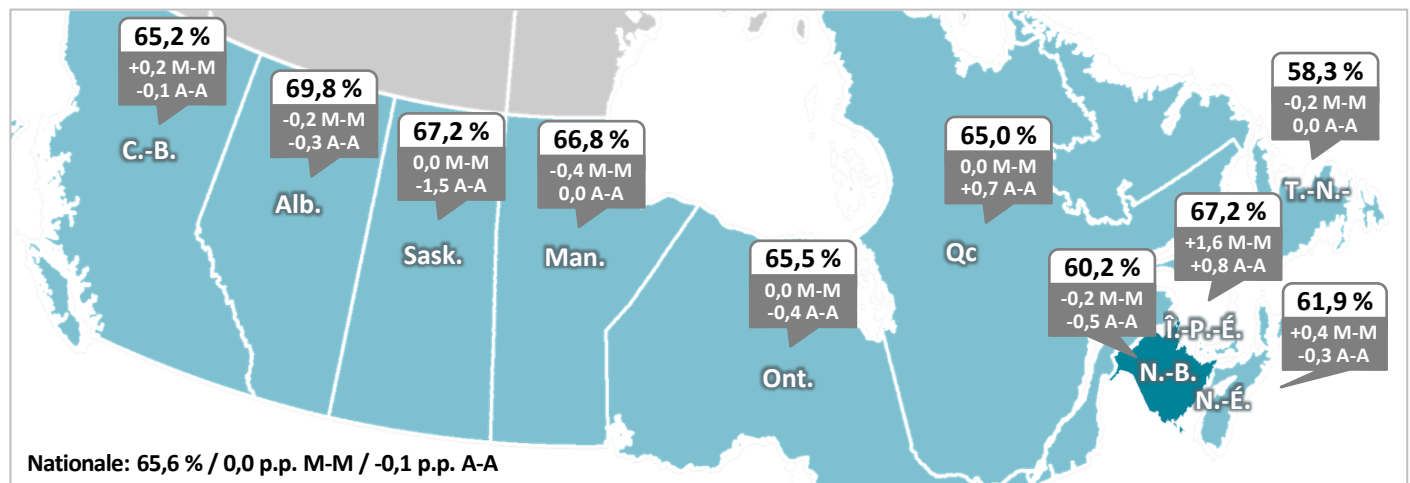 65,2 %
+0,2 M-M
-0,1 A-A
C.-B.
69,8 %
-0,2 M-M
-0,3 A-A
Alb.
67,2 %
0,0 M-M
-1,5 A-A
Sask.
66,8 %
-0,4 M-M
0,0 A-A
Man.
65,5 %
0,0 M-M
-0,4 A-A
Ont.
65,0 %
0,0 M-M
+0,7 A-A
Qc
58,3 %
-0,2 M-M
0,0 A-A
T.-N.-
67,2 %
+1,6 M-M
+0,8 A-A
Î.-P.-É.
60,2 %
-0,2 M-M
-0,5 A-A
N.-B.
61,9 %
+0,4 M-M
-0,3 A-A
N.-É.
Nationale: 65,6 % / 0,0 p.p. M-M / -0,1 p.p. A-A